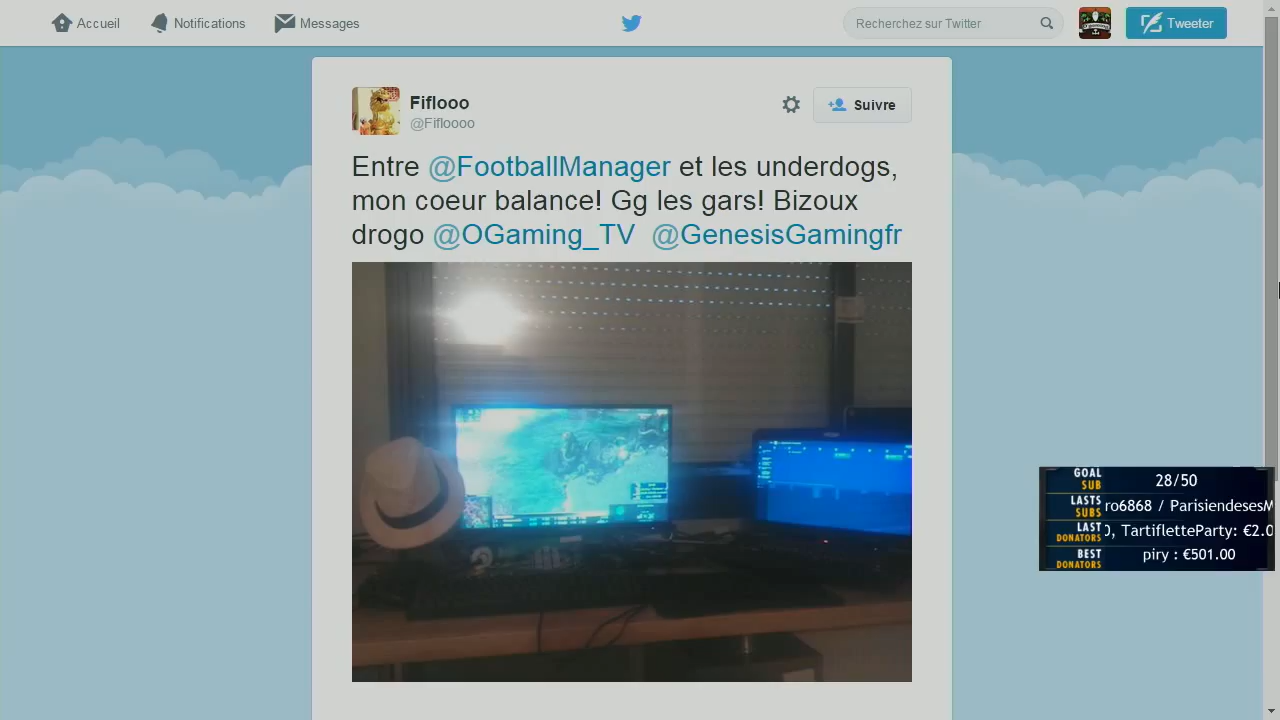 Accueil Notifications Messages Recherchez sur Twitter Tweeter
Fiflooo
@Fifloooo
Suivre
Entre @FootballManager et les underdogs,
mon coeur balance! Gg les gars! Bizoux
drogo @OGaming_TV @GenesisGamingfr
GOAL SUB 28/50
LASTS SUBS ro6868 / ParisiendesesM
LAST DONATORS 0, TartifletteParty: €2.0
BEST DONATORS piry : €501.00